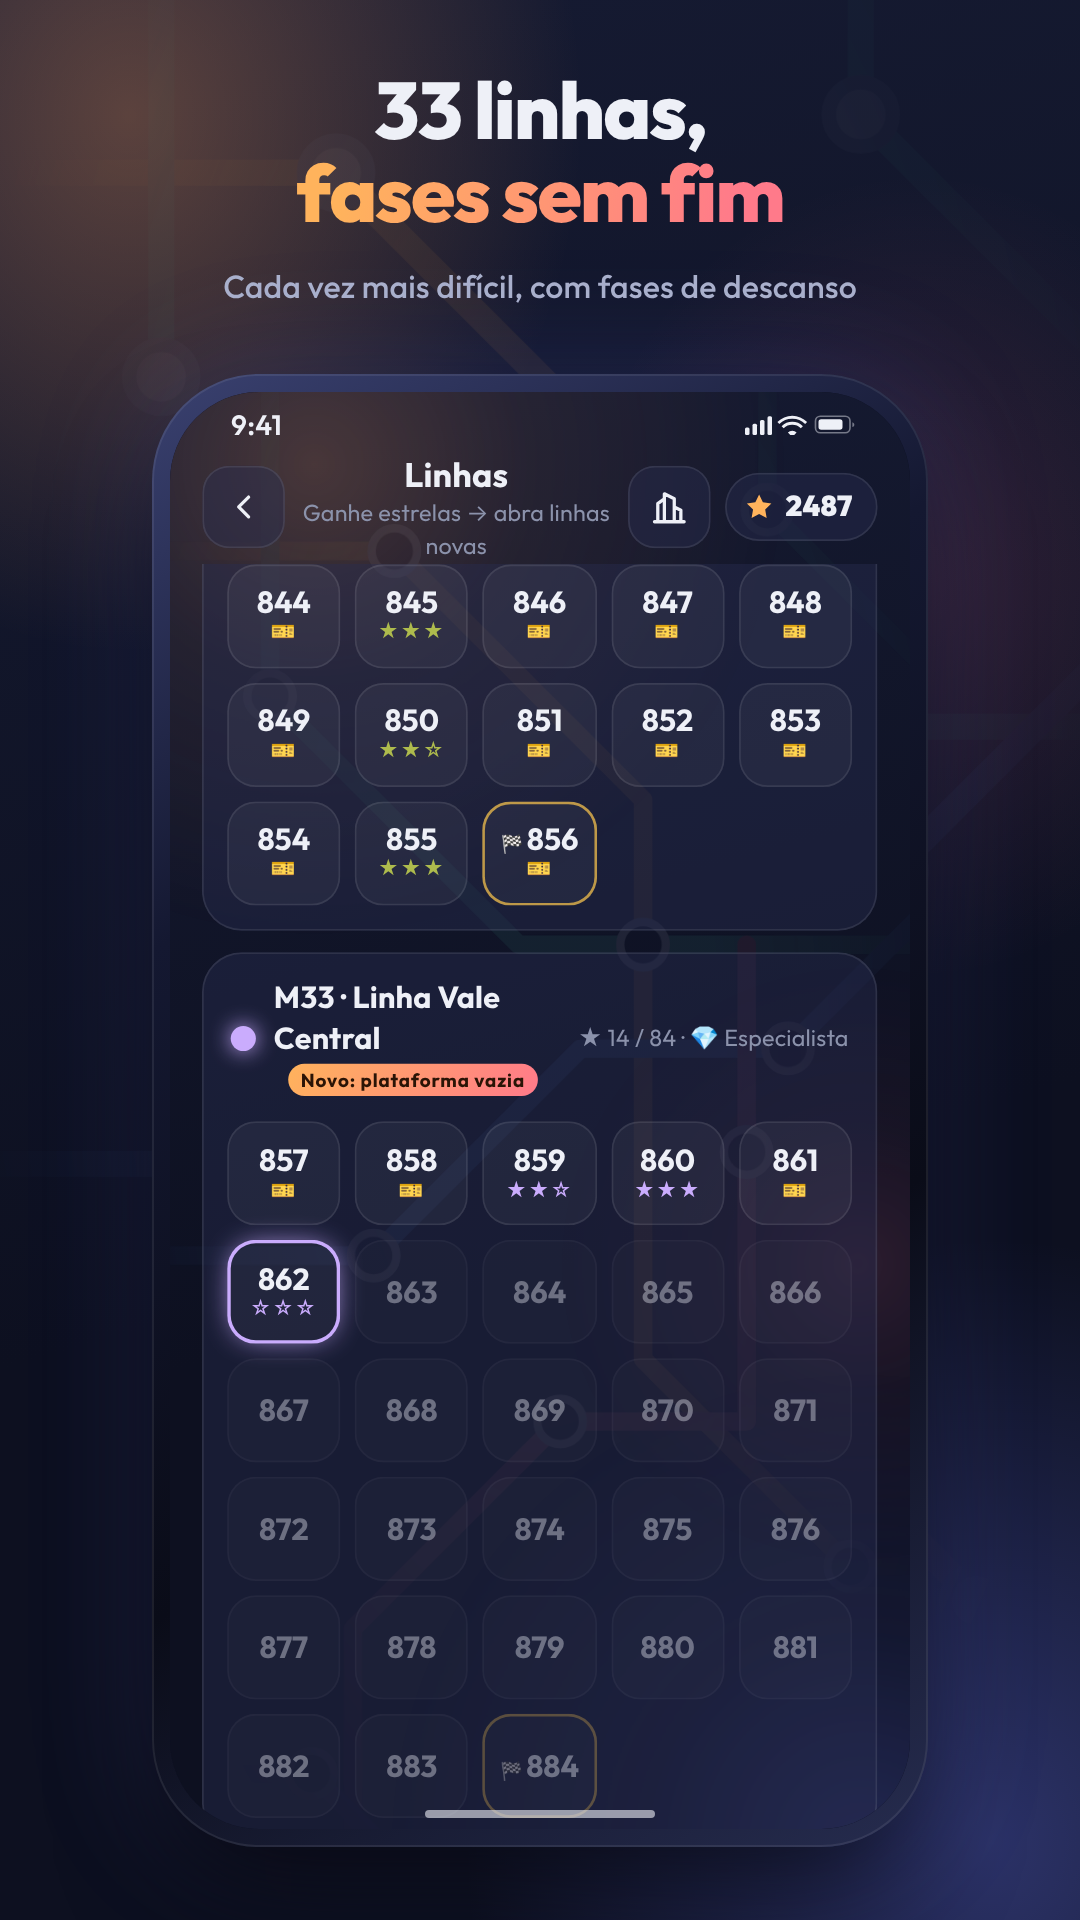 33 linhas,
fases sem fim
Cada vez mais difícil, com fases de descanso
9:41
Linhas
Ganhe estrelas → abra linhas
novas
★ 2487
844 845 846 847 848
★★★
849 850 851 852 853
★★☆
854 855 856
★★★
M33 · Linha Vale
Central
★ 14 / 84 · 💎 Especialista
Novo: plataforma vazia
857 858 859 860 861
★★☆ ★★★
862 863 864 865 866
☆☆☆
867 868 869 870 871
872 873 874 875 876
877 878 879 880 881
882 883 884